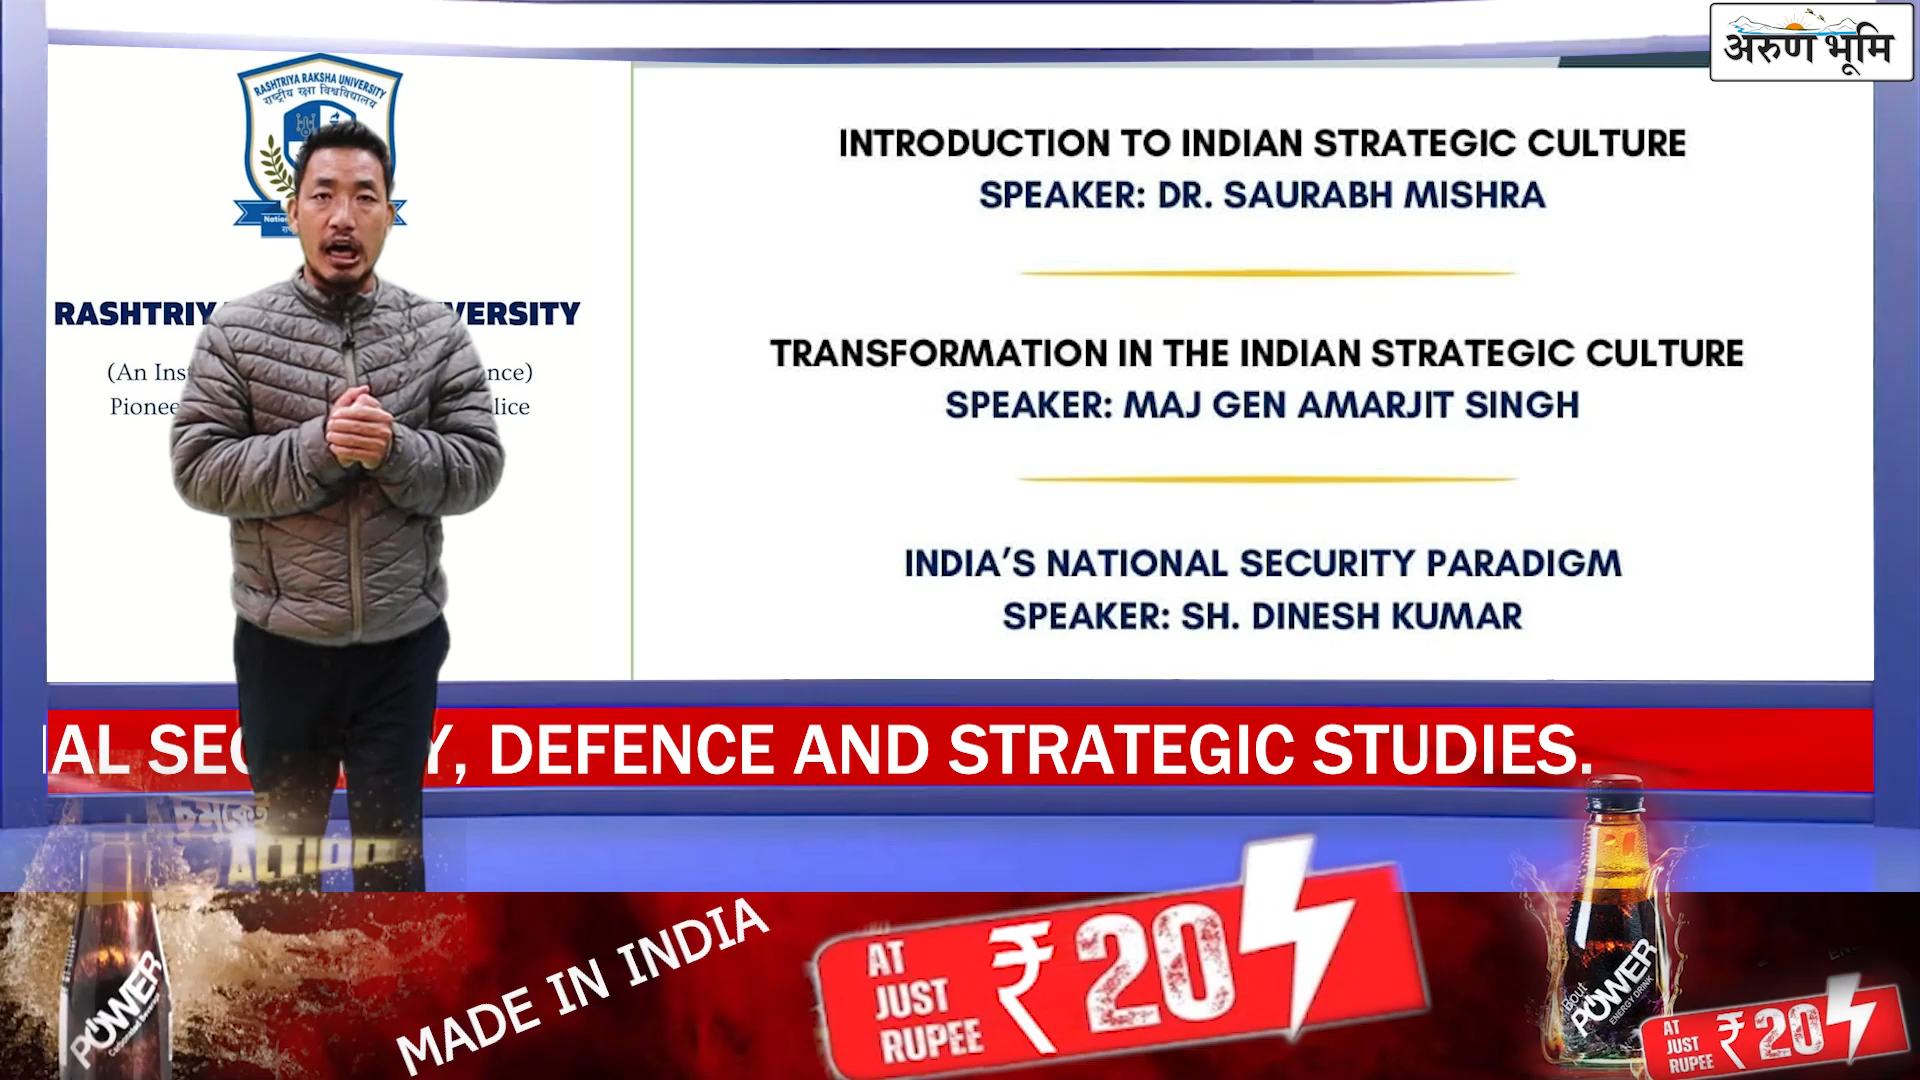 अरुण भूमि
RASHTRIYA RAKSHA UNIVERSITY
राष्ट्रीय रक्षा विश्वविद्यालय
RASHTRIY VERSITY
(An Ins nce)
Pionee lice
INTRODUCTION TO INDIAN STRATEGIC CULTURE
SPEAKER: DR. SAURABH MISHRA
TRANSFORMATION IN THE INDIAN STRATEGIC CULTURE
SPEAKER: MAJ GEN AMARJIT SINGH
INDIA'S NATIONAL SECURITY PARADIGM
SPEAKER: SH. DINESH KUMAR
AL SEC Y, DEFENCE AND STRATEGIC STUDIES.
POWER
MADE IN INDIA
AT
JUST
RUPEE
₹20
Bout
POWER
ENERGY DRINK
AT
JUST
RUPEE
₹20